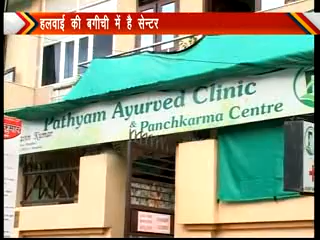 हलवाई की बगीची में है सेन्टर
Pathyam Ayurved Clinic
& Panchkarma Centre